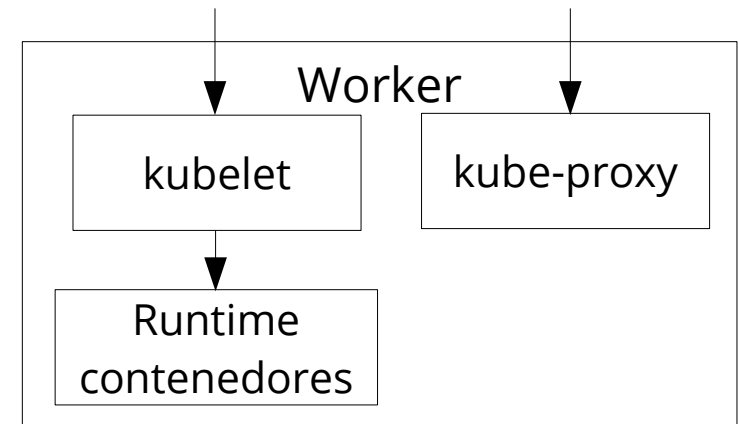 Worker
kubelet
kube-proxy
Runtime
contenedores